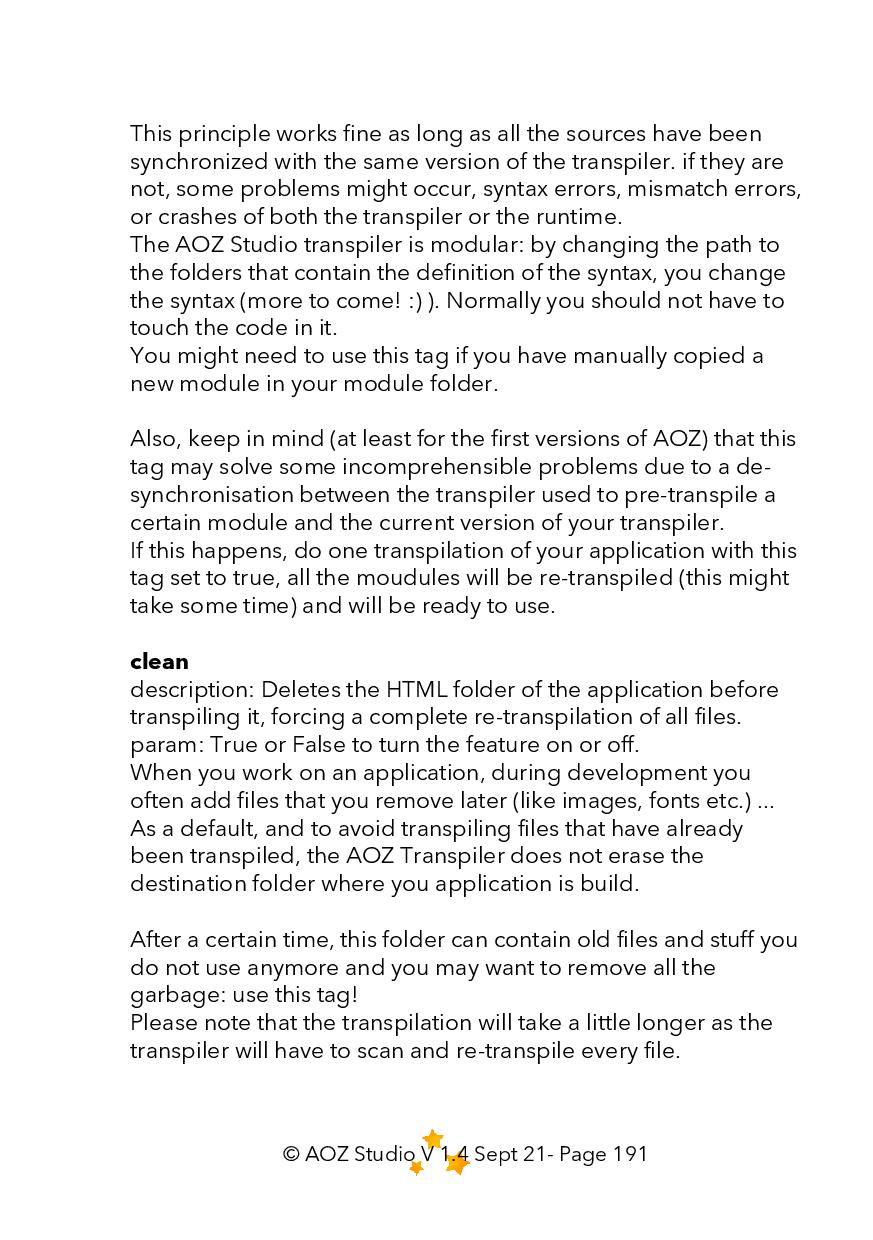 This principle works fine as long as all the sources have been
synchronized with the same version of the transpiler. if they are
not, some problems might occur, syntax errors, mismatch errors,
or crashes of both the transpiler or the runtime.
The AOZ Studio transpiler is modular: by changing the path to
the folders that contain the definition of the syntax, you change
the syntax (more to come! :) ). Normally you should not have to
touch the code in it.
You might need to use this tag if you have manually copied a
new module in your module folder.
Also, keep in mind (at least for the first versions of AOZ) that this
tag may solve some incomprehensible problems due to a de-
synchronisation between the transpiler used to pre-transpile a
certain module and the current version of your transpiler.
If this happens, do one transpilation of your application with this
tag set to true, all the moudules will be re-transpiled (this might
take some time) and will be ready to use.
clean
description: Deletes the HTML folder of the application before
transpiling it, forcing a complete re-transpilation of all files.
param: True or False to turn the feature on or off.
When you work on an application, during development you
often add files that you remove later (like images, fonts etc.) ...
As a default, and to avoid transpiling files that have already
been transpiled, the AOZ Transpiler does not erase the
destination folder where you application is build.
After a certain time, this folder can contain old files and stuff you
do not use anymore and you may want to remove all the
garbage: use this tag!
Please note that the transpilation will take a little longer as the
transpiler will have to scan and re-transpile every file.
© AOZ Studio V 1.4 Sept 21- Page 191